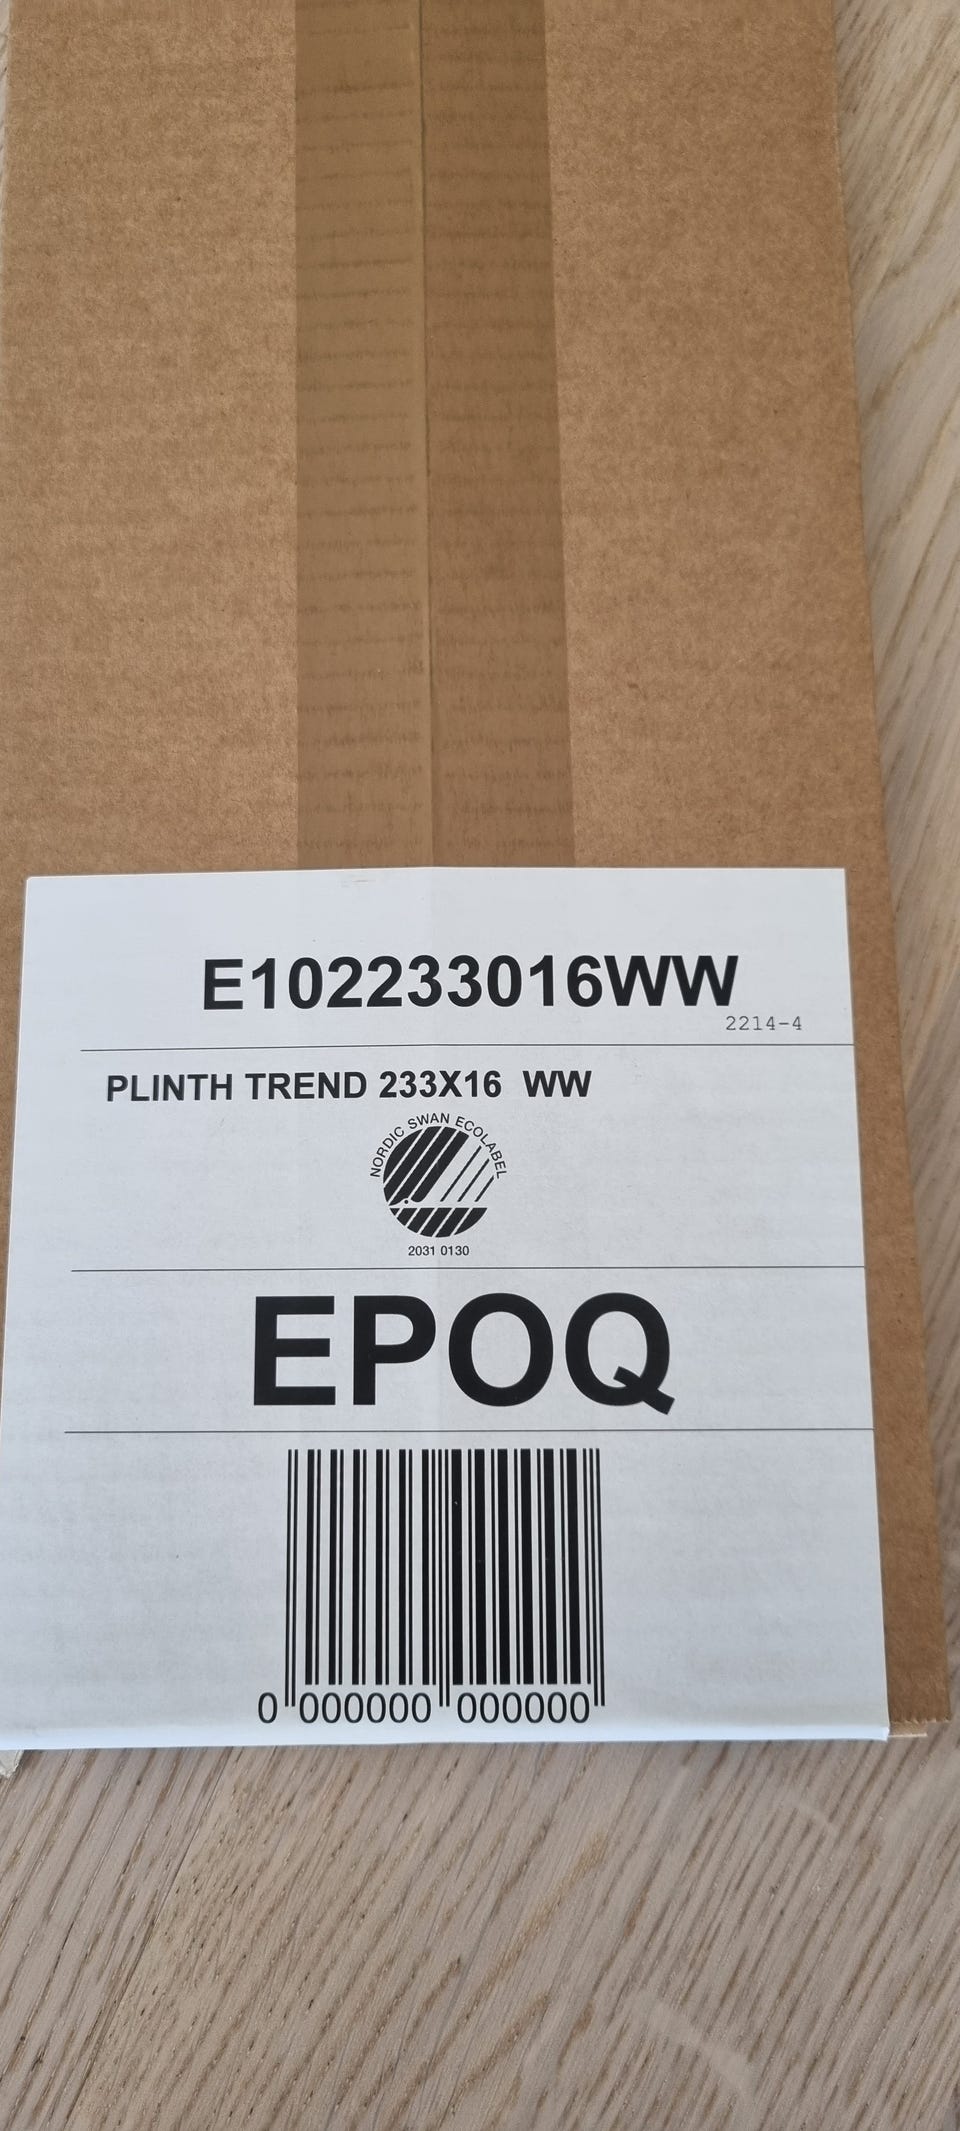 E102233016WW
2214-4
PLINTH TREND 233X16 WW
NORDIC SWAN ECOLABEL
2031 0130
EPOQ
0 000000 000000